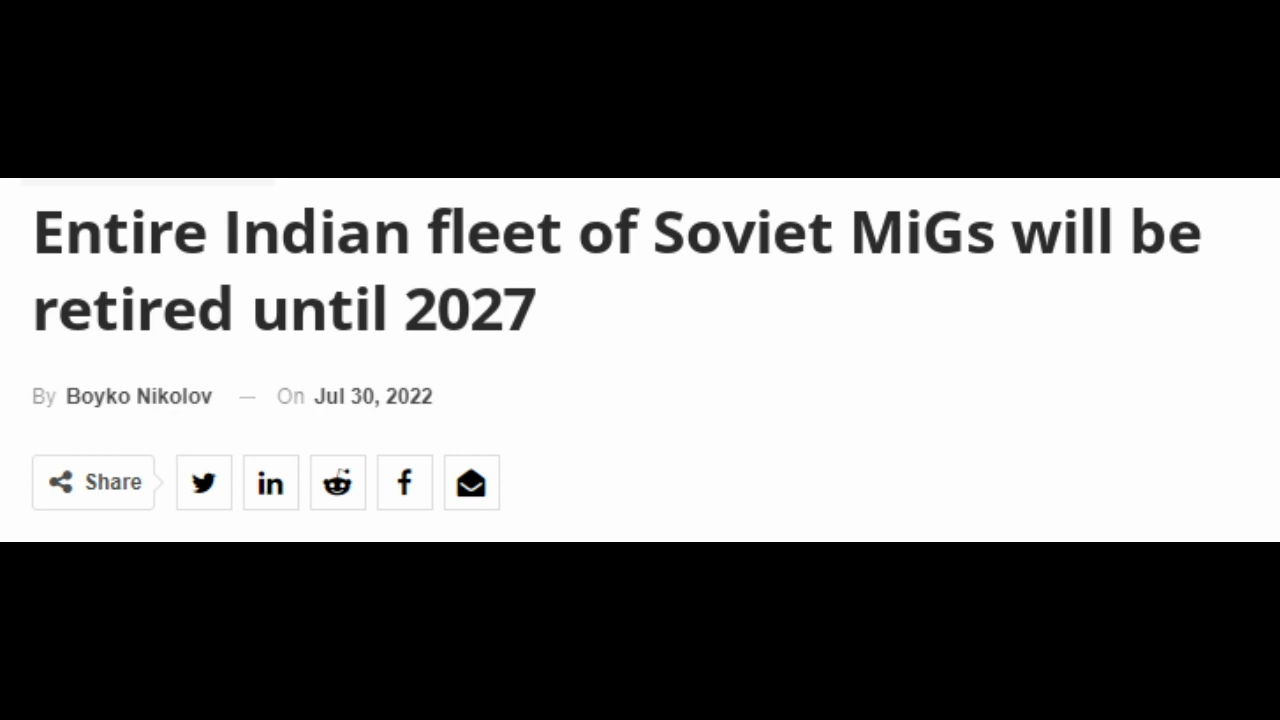 Entire Indian fleet of Soviet MiGs will be
retired until 2027
By Boyko Nikolov — On Jul 30, 2022
Share in f